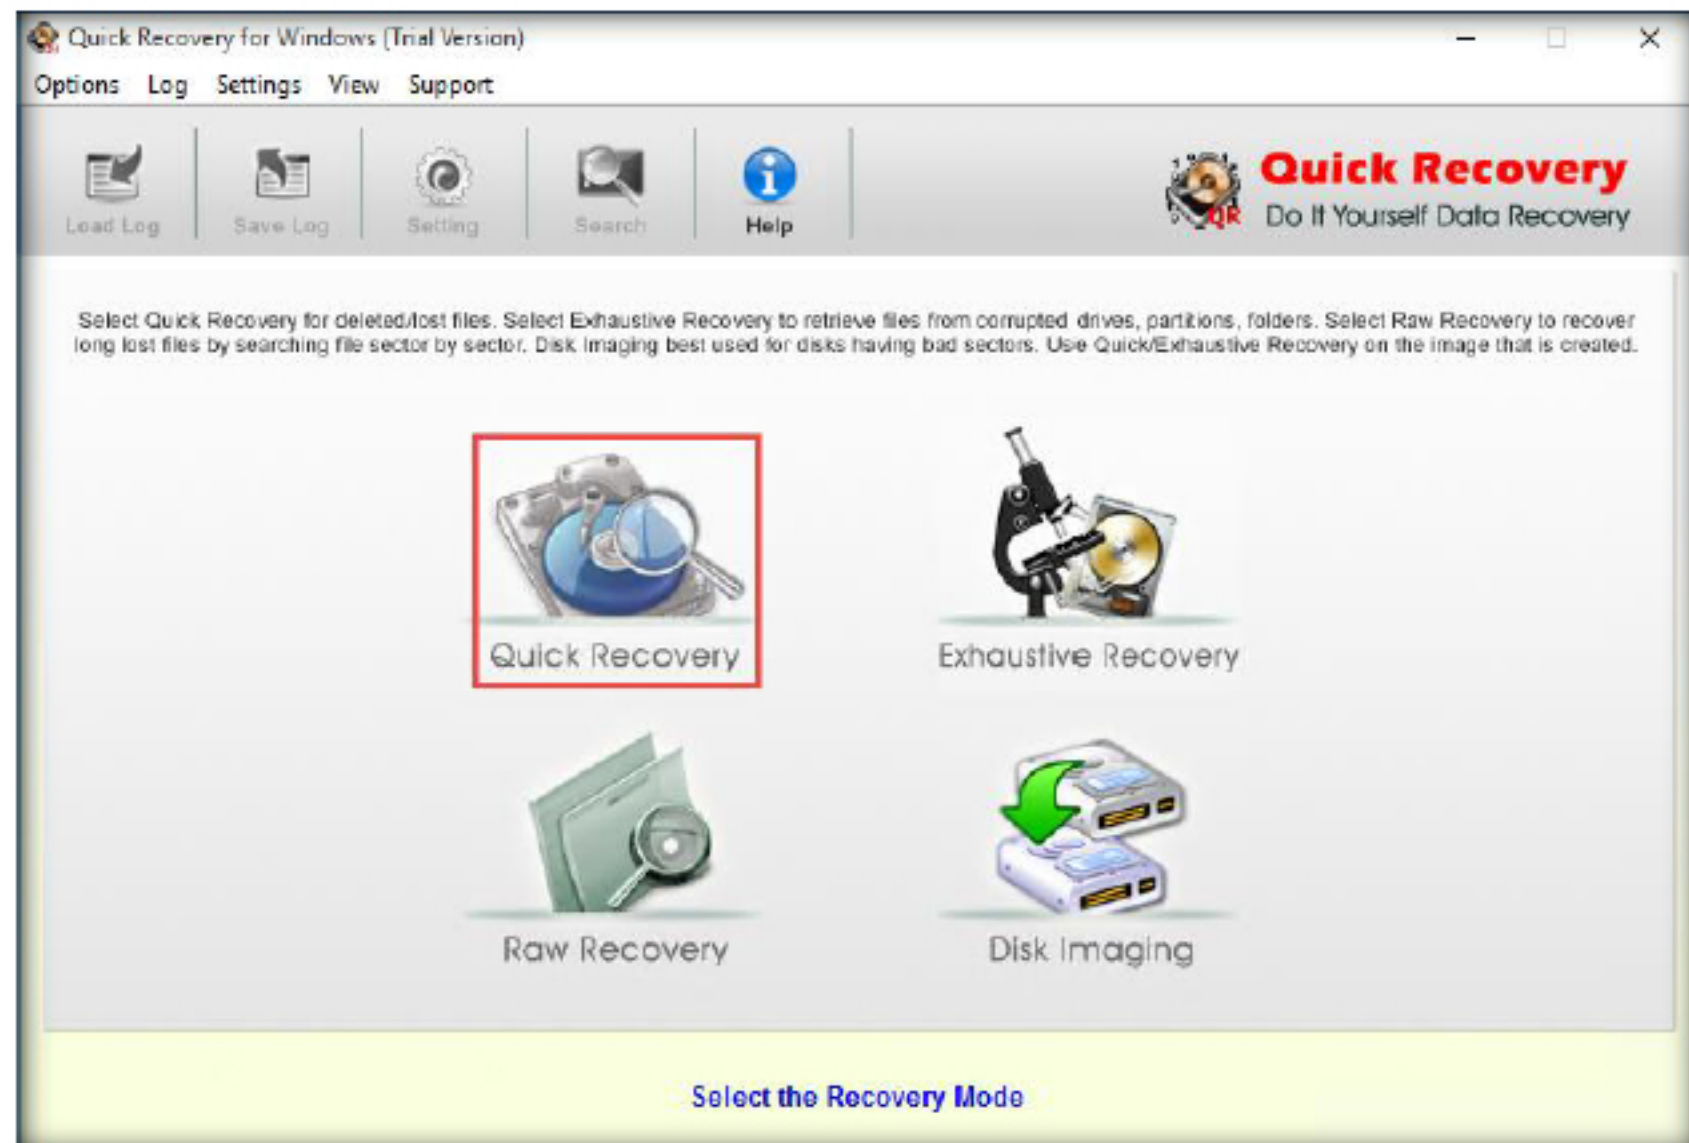 Quick Recovery for Windows (Trial Version)
Options Log Settings View Support
Load Log Save Log Setting Search Help
QR
Quick Recovery
Do It Yourself Data Recovery
Select Quick Recovery for deleted/lost files. Select Exhaustive Recovery to retrieve files from corrupted drives, partitions, folders. Select Raw Recovery to recover
long lost files by searching file sector by sector. Disk Imaging best used for disks having bad sectors. Use Quick/Exhaustive Recovery on the image that is created.
Quick Recovery Exhaustive Recovery
Raw Recovery Disk Imaging
Select the Recovery Mode